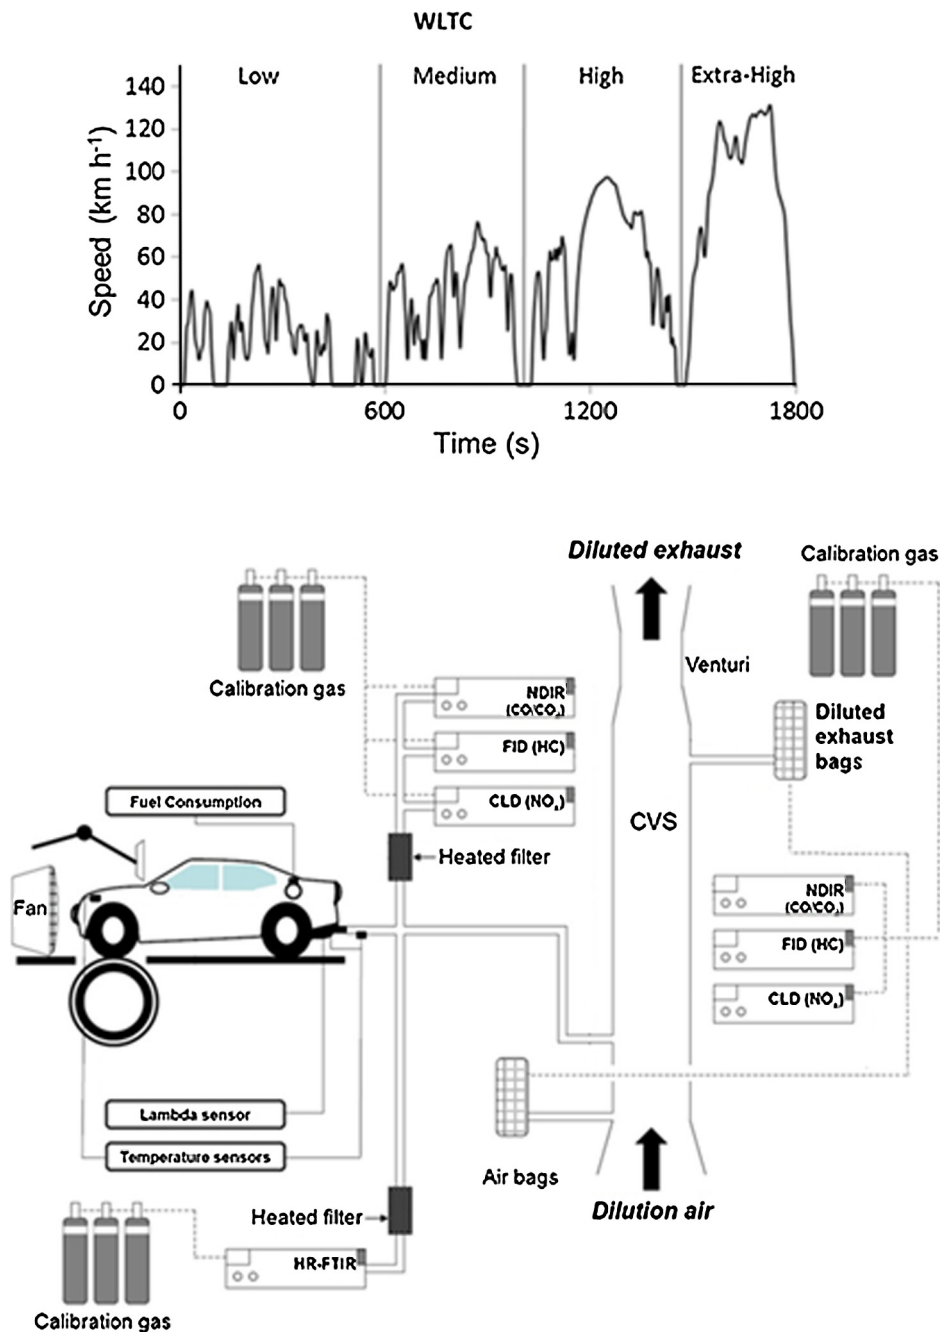 WLTC
Low
Medium
High
Extra-High
Speed (km h⁻¹)
140
120
100
80
60
40
20
0
0
600
1200
1800
Time (s)
Diluted exhaust
Calibration gas
Calibration gas
Venturi
NDIR
(CO/CO₂)
FID (HC)
CLD (NOₓ)
Diluted
exhaust
bags
Fuel Consumption
CVS
Heated filter
Fan
NDIR
(CO/CO₂)
FID (HC)
CLD (NOₓ)
Lambda sensor
Temperature sensors
Air bags
Dilution air
Heated filter
HR-FTIR
Calibration gas